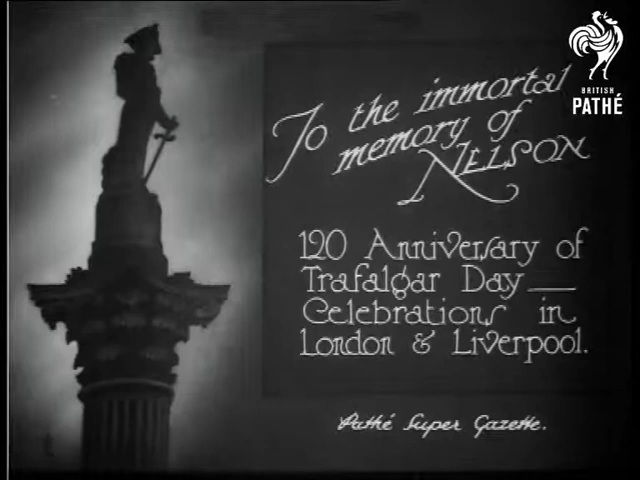 BRITISH
PATHÉ
To the immortal
memory of
NELSON
120 Anniversary of
Trafalgar Day —
Celebrations in
London & Liverpool.
Pathé Super Gazette.